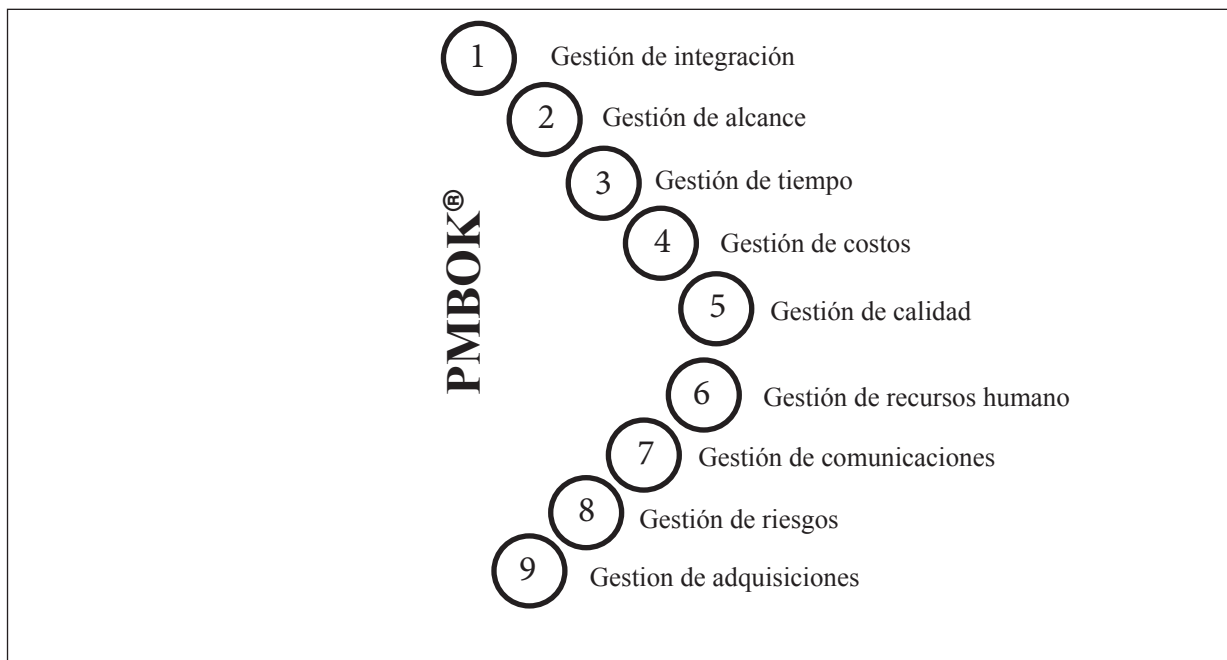 1 Gestión de integración
2 Gestión de alcance
3 Gestión de tiempo
4 Gestión de costos
PMBOK®
5 Gestión de calidad
6 Gestión de recursos humano
7 Gestión de comunicaciones
8 Gestión de riesgos
9 Gestion de adquisiciones